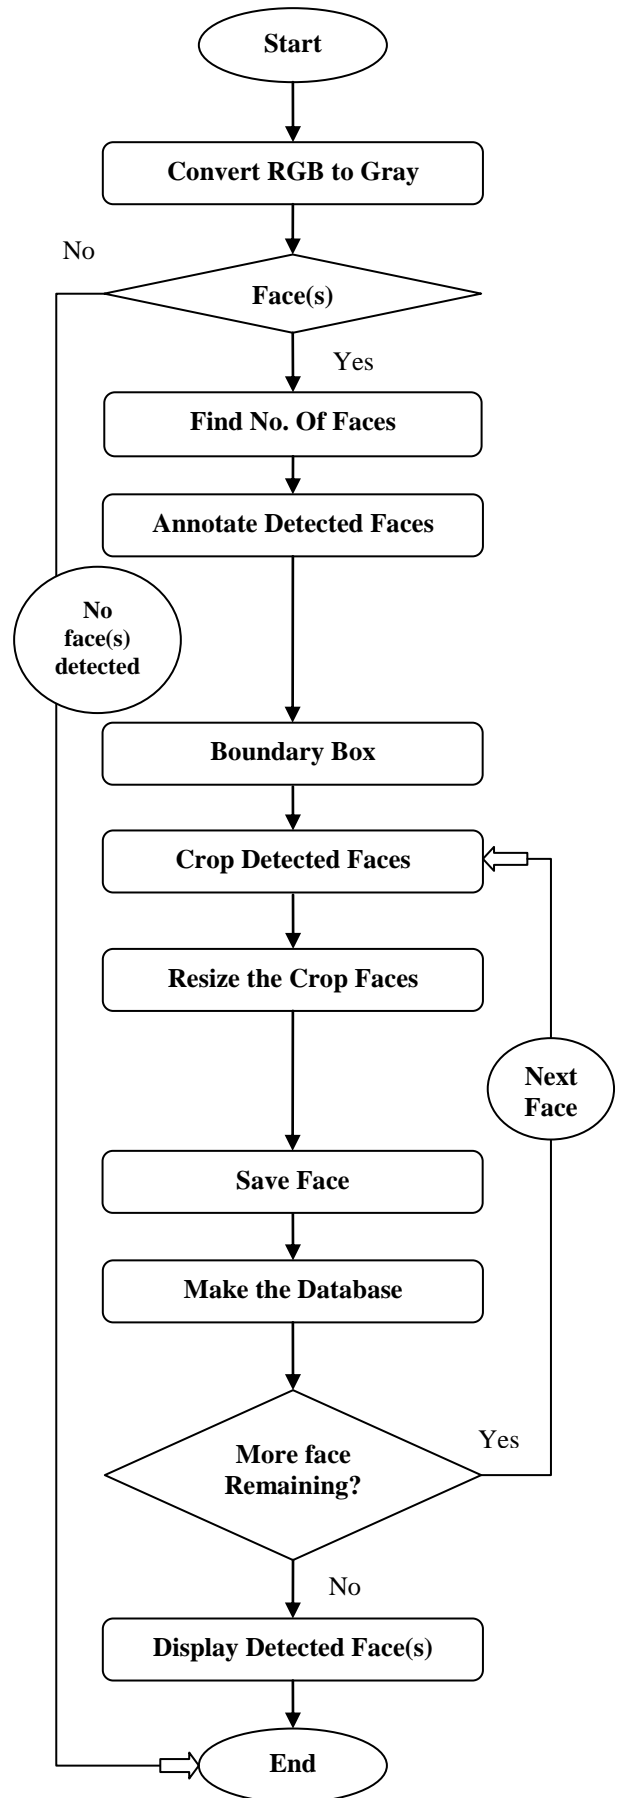 Start
Convert RGB to Gray
No
Face(s)
Yes
Find No. Of Faces
Annotate Detected Faces
No
face(s)
detected
Boundary Box
Crop Detected Faces
Resize the Crop Faces
Next
Face
Save Face
Make the Database
More face
Remaining?
Yes
No
Display Detected Face(s)
End